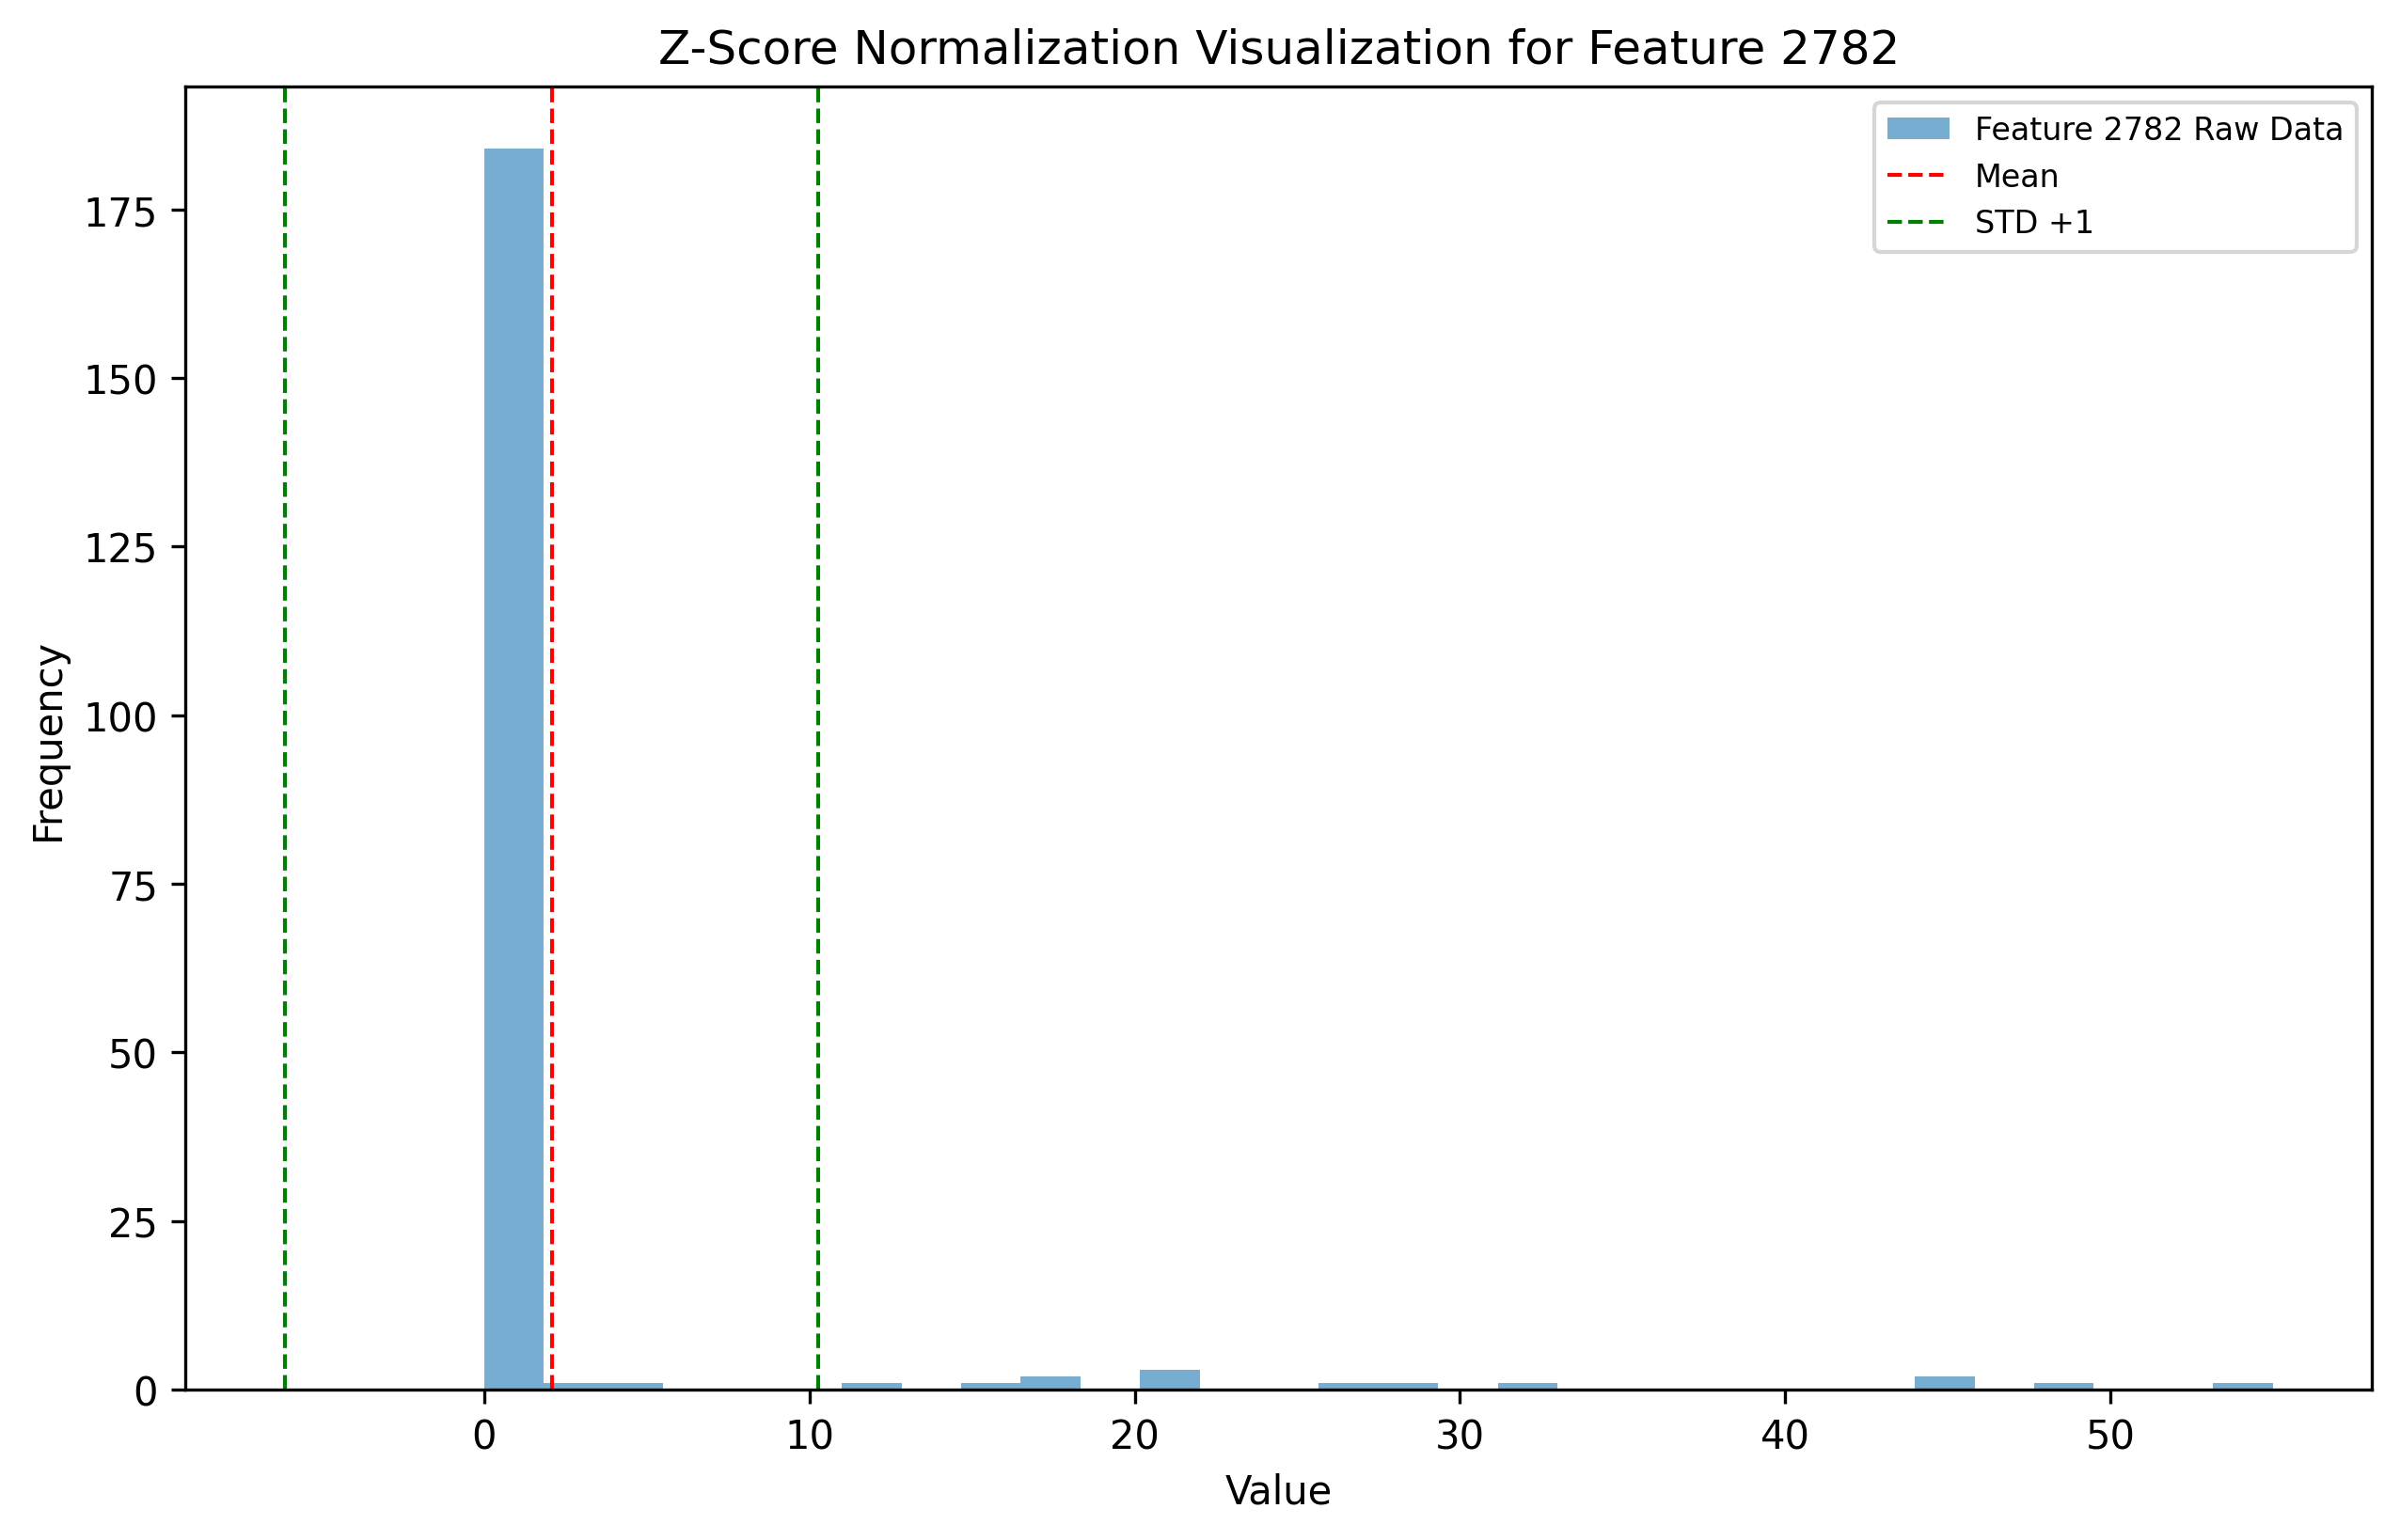 Z-Score Normalization Visualization for Feature 2782
Feature 2782 Raw Data
Mean
STD +1
Frequency
175
150
125
100
75
50
25
0
0 10 20 30 40 50
Value